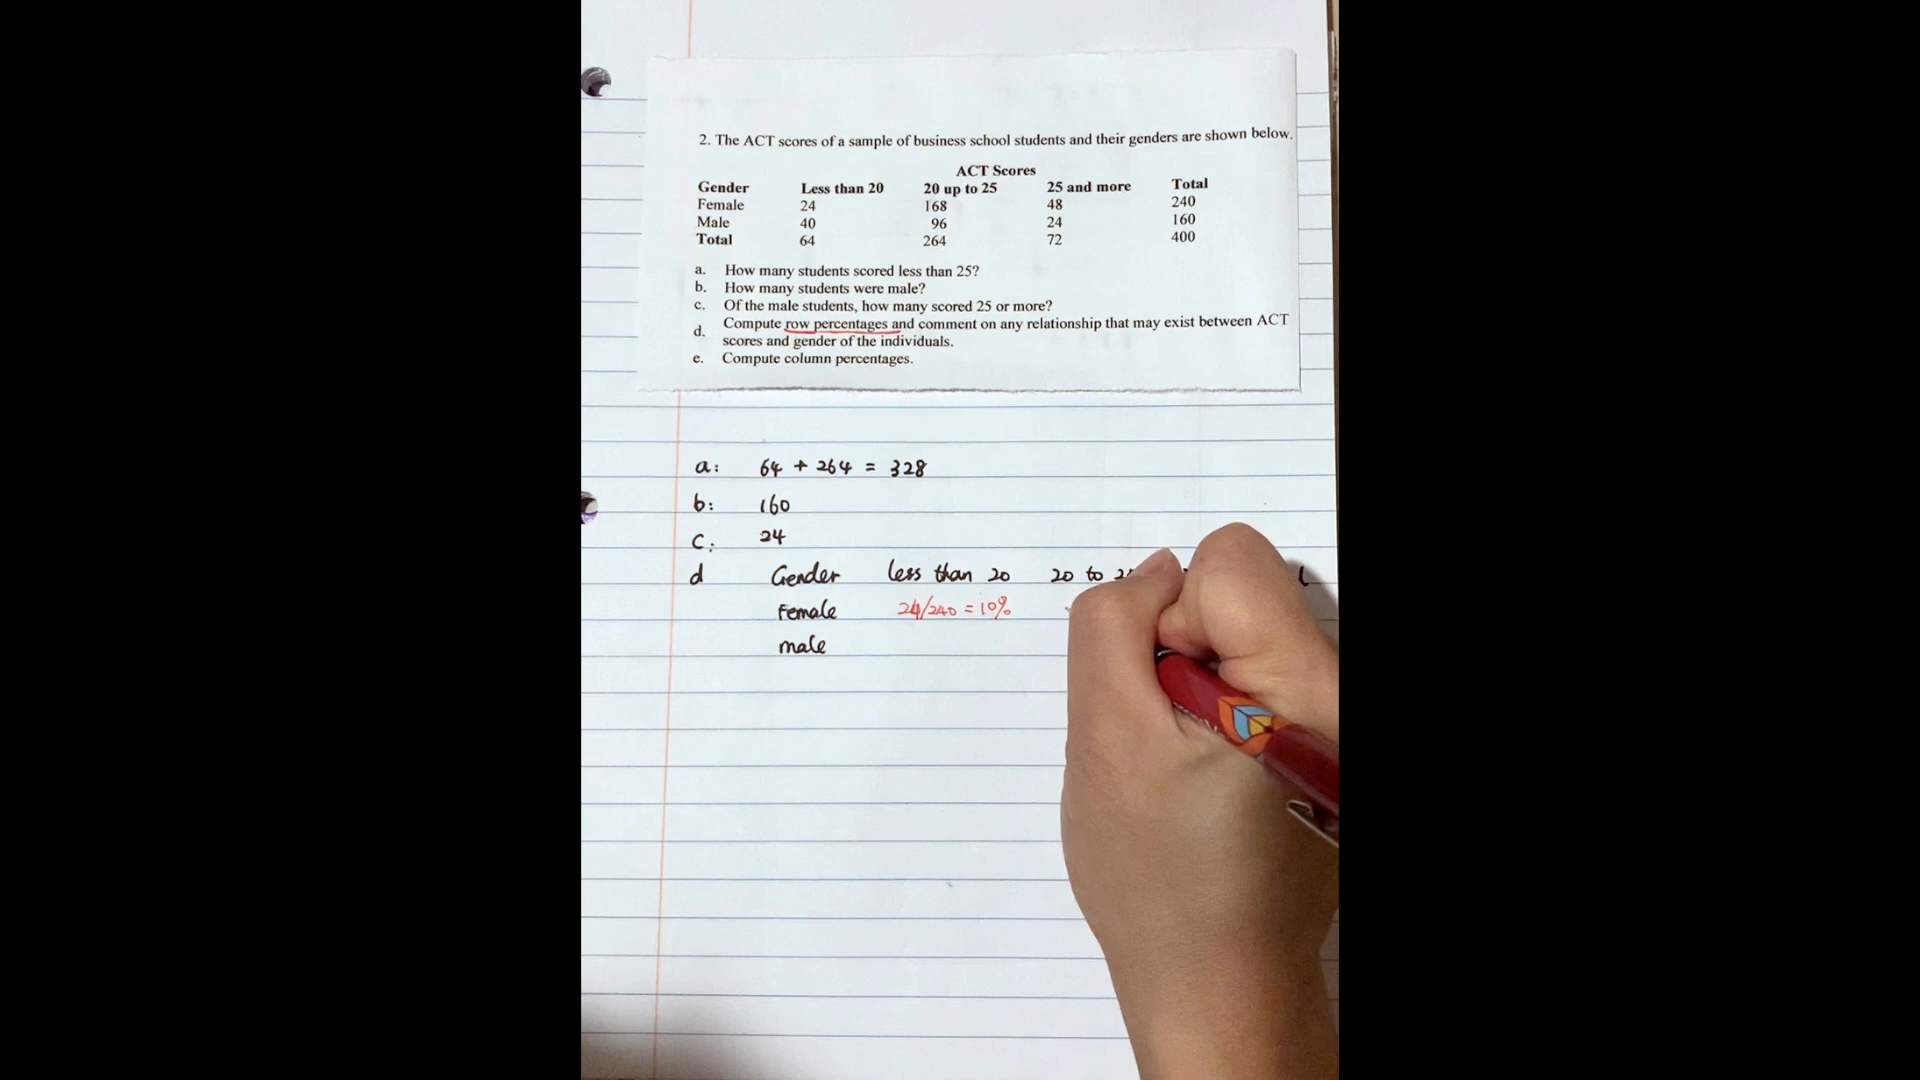 2. The ACT scores of a sample of business school students and their genders are shown below.
ACT Scores
Gender Less than 20 20 up to 25 25 and more Total
Female 24 168 48 240
Male 40 96 24 160
Total 64 264 72 400
a. How many students scored less than 25?
b. How many students were male?
c. Of the male students, how many scored 25 or more?
d. Compute row percentages and comment on any relationship that may exist between ACT
scores and gender of the individuals.
e. Compute column percentages.
a: 64 + 264 = 328
b: 160
c: 24
d Gender less than 20 20 to
Female 24/240 = 10%
male